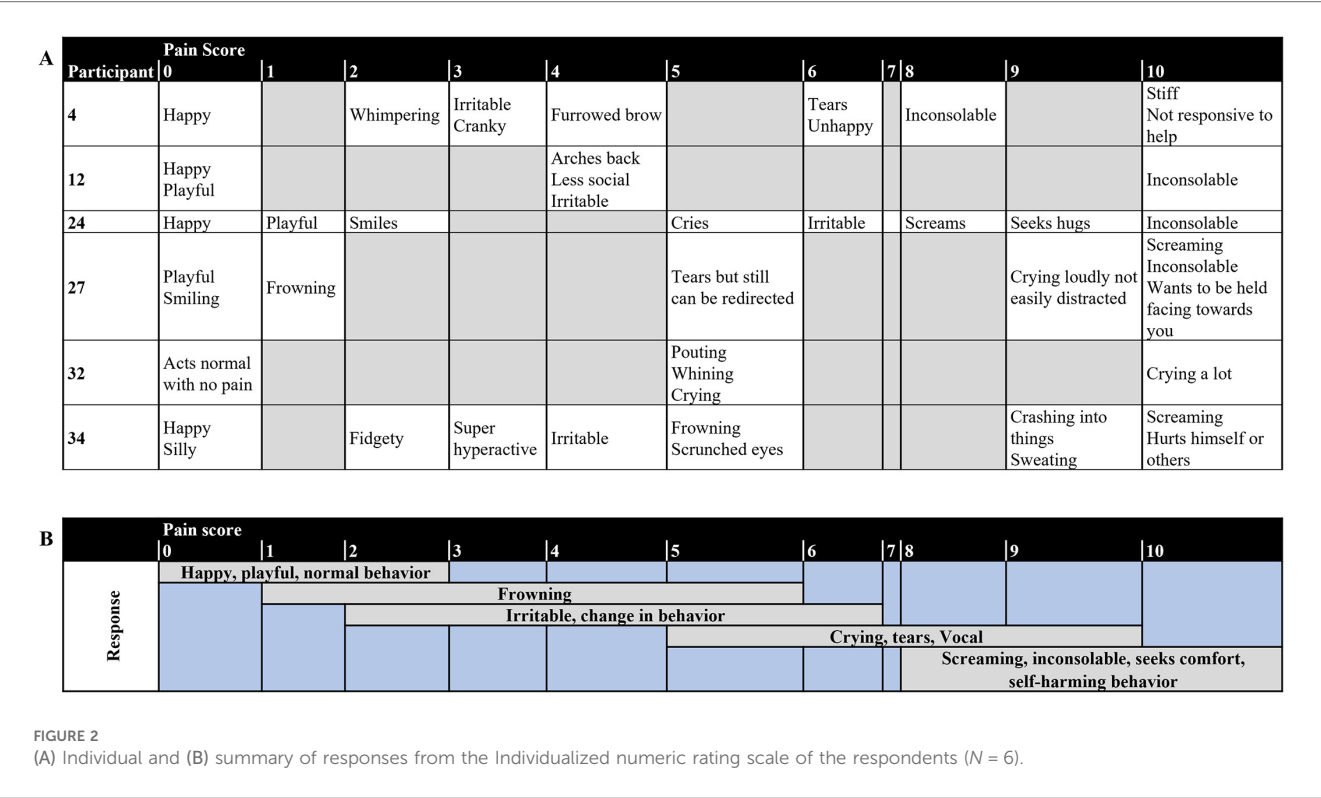 A
Pain Score
Participant 0 1 2 3 4 5 6 7 8 9 10
4
Happy
Whimpering
Irritable
Cranky
Furrowed brow
Tears
Unhappy
Inconsolable
Stiff
Not responsive to
help
12
Happy
Playful
Arches back
Less social
Irritable
Inconsolable
24 Happy Playful Smiles Cries Irritable Screams Seeks hugs Inconsolable
27
Playful
Smiling
Frowning
Tears but still
can be redirected
Crying loudly not
easily distracted
Screaming
Inconsolable
Wants to be held
facing towards
you
32
Acts normal
with no pain
Pouting
Whining
Crying
Crying a lot
34
Happy
Silly
Fidgety
Super
hyperactive
Irritable
Frowning
Scrunched eyes
Crashing into
things
Sweating
Screaming
Hurts himself or
others
B
Pain score
0 1 2 3 4 5 6 7 8 9 10
Response
Happy, playful, normal behavior
Frowning
Irritable, change in behavior
Crying, tears, Vocal
Screaming, inconsolable, seeks comfort,
self-harming behavior
FIGURE 2
(A) Individual and (B) summary of responses from the Individualized numeric rating scale of the respondents (N = 6).